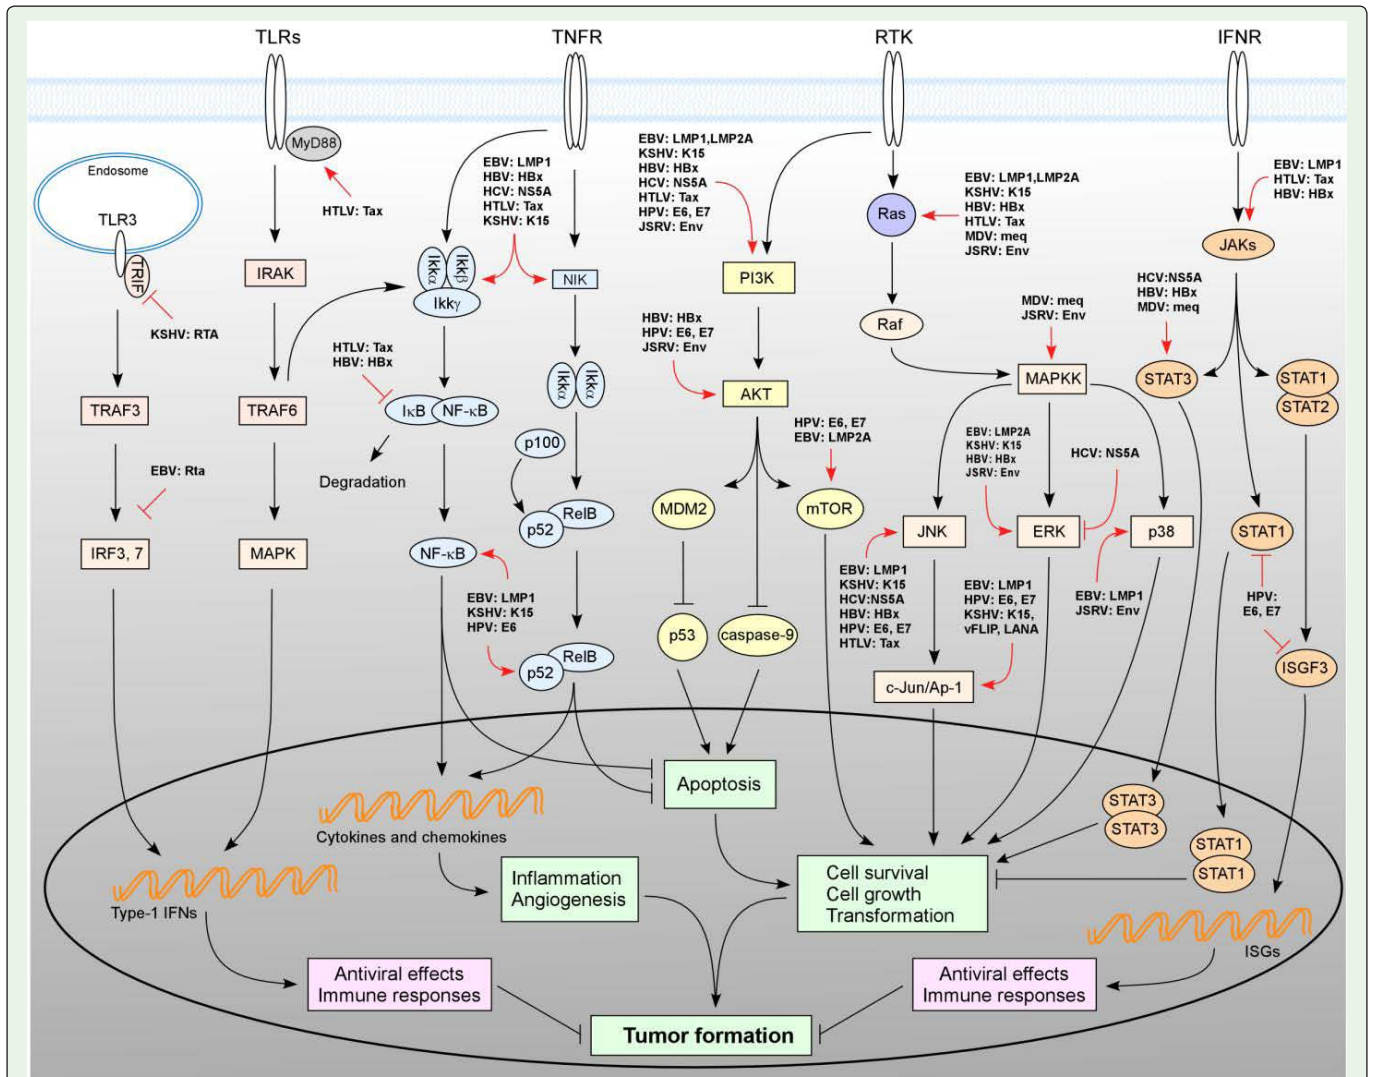 TLRs
TNFR
RTK
IFNR
MyD88
HTLV: Tax
Endosome
TLR3
TRIF
KSHV: RTA
TRAF3
EBV: Rta
IRF3, 7
IRAK
TRAF6
MAPK
EBV: LMP1
HBV: HBx
HCV: NS5A
HTLV: Tax
KSHV: K15
Ikkα
Ikkβ
Ikkγ
NIK
HTLV: Tax
HBV: HBx
IκB
NF-κB
Degradation
Ikkα
Ikkα
p100
p52
RelB
NF-κB
EBV: LMP1
KSHV: K15
HPV: E6
p52
RelB
EBV: LMP1,LMP2A
KSHV: K15
HBV: HBx
HCV: NS5A
HTLV: Tax
HPV: E6, E7
JSRV: Env
PI3K
HBV: HBx
HPV: E6, E7
JSRV: Env
AKT
HPV: E6, E7
EBV: LMP2A
MDM2
mTOR
p53
caspase-9
Ras
EBV: LMP1,LMP2A
KSHV: K15
HBV: HBx
HTLV: Tax
MDV: meq
JSRV: Env
Raf
MDV: meq
JSRV: Env
MAPKK
EBV: LMP2A
KSHV: K15
HBV: HBx
JSRV: Env
HCV: NS5A
JNK
ERK
p38
EBV: LMP1
KSHV: K15
HCV:NS5A
HBV: HBx
HPV: E6, E7
HTLV: Tax
EBV: LMP1
HPV: E6, E7
KSHV: K15,
vFLIP, LANA
EBV: LMP1
JSRV: Env
c-Jun/Ap-1
EBV: LMP1
HTLV: Tax
HBV: HBx
JAKs
HCV:NS5A
HBV: HBx
MDV: meq
STAT3
STAT1
STAT2
STAT1
HPV:
E6, E7
ISGF3
Apoptosis
Cytokines and chemokines
Type-1 IFNs
Inflammation
Angiogenesis
Cell survival
Cell growth
Transformation
STAT3
STAT3
STAT1
STAT1
ISGs
Antiviral effects
Immune responses
Antiviral effects
Immune responses
Tumor formation